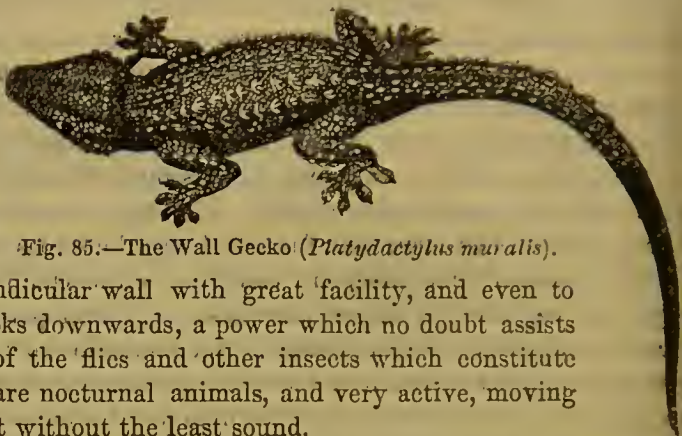 Fig. 85.—The Wall Gecko (Platydactylus muralis).
ndicular wall with great facility, and even to
ks downwards, a power which no doubt assists
of the flies and other insects which constitute
are nocturnal animals, and very active, moving
t without the least sound.